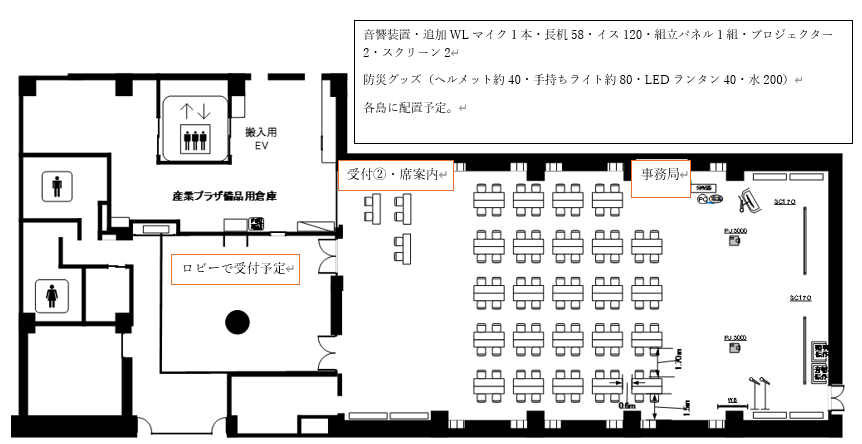 音響装置・追加WLマイク1本・長机58・イス120・組立パネル1組・プロジェクター
2・スクリーン2
防災グッズ（ヘルメット約40・手持ちライト約80・LEDランタン40・水200）
各島に配置予定。
搬入用
EV
受付②・席案内
事務局
産業プラザ備品用倉庫
PC
SC170
PJ3000
ロビーで受付予定
SC170
PJ3000
1.70m
0.6m
1.5m
WB